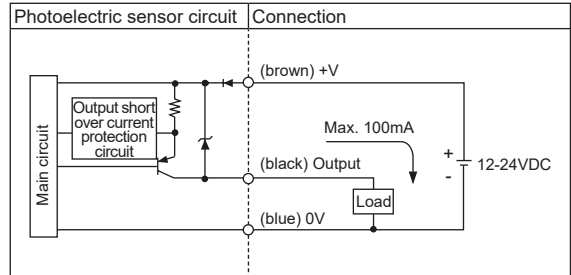 Photoelectric sensor circuit
Connection
(brown) +V
Output short
over current
protection
circuit
Main circuit
Max. 100mA
(black) Output
+
-
12-24VDC
Load
(blue) 0V